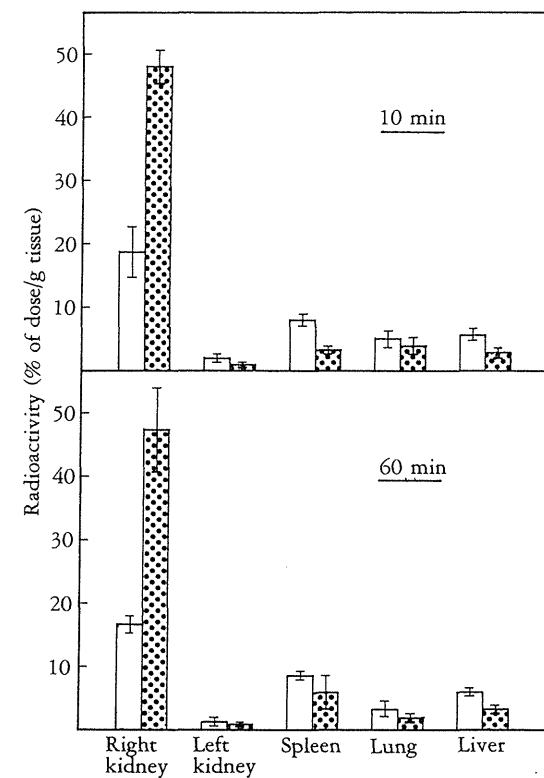 50
40
10 min
30
20
10
Radioactivity (% of dose/g tissue)
50
60 min
40
30
20
10
Right kidney
Left kidney
Spleen
Lung
Liver